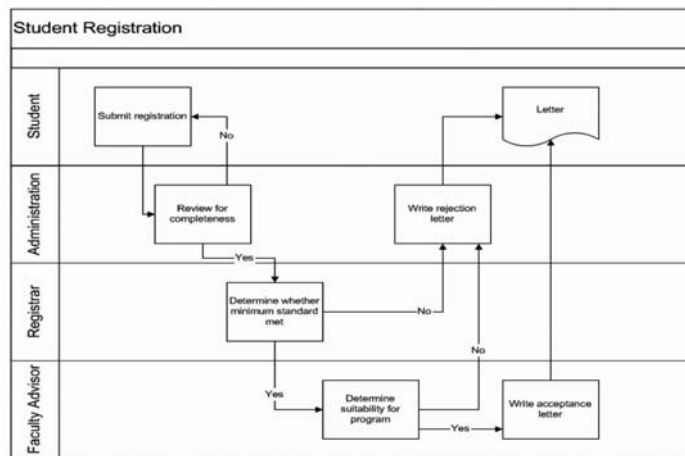 Student Registration
Student
Submit registration
No
Letter
Administration
Review for
completeness
Write rejection
letter
Yes
Registrar
Determine whether
minimum standard
met
No
No
Faculty Advisor
Yes
Determine
suitability for
program
Yes
Write acceptance
letter